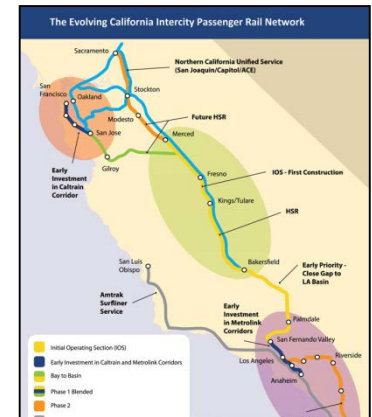 The Evolving California Intercity Passenger Rail Network
Sacramento
Northern California Unified Service
(San Joaquin/Capitol/ACE)
San
Francisco
Oakland
Stockton
Modesto
Future HSR
San Jose
Merced
Early
Investment
in Caltrain
Corridor
Gilroy
Fresno
IOS - First Construction
Kings/Tulare
HSR
San Luis
Obispo
Bakersfield
Early Priority -
Close Gap to
LA Basin
Amtrak
Surfliner
Service
Early
Investment
in Metrolink
Corridors
Palmdale
San Fernando Valley
Los Angeles
Riverside
Anaheim
Initial Operating Section (IOS)
Early Investment in Caltrain and Metrolink Corridors
Bay to Basin
Phase 1 Blended
Phase 2